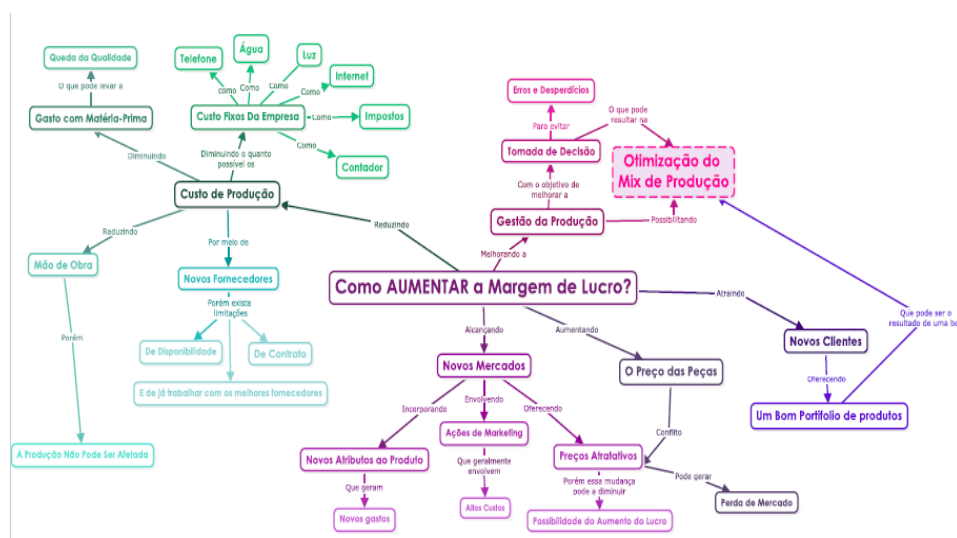 Queda da Qualidade
O que pode levar a
Gasto com Matéria-Prima
Diminuindo
Telefone
Água
Luz
Internet
Impostos
Contador
como
Como
Como
Como
Como
Como
Custo Fixos Da Empresa
Diminuindo o quanto
possível os
Custo de Produção
Reduzindo
Mão de Obra
Porém
A Produção Não Pode Ser Afetada
Por meio de
Novos Fornecedores
Porém existe
limitações
De Disponibilidade
De Contrato
E de já trabalhar com os melhores fornecedores
Reduzindo
Erros e Desperdícios
Para evitar
O que pode
resultar na
Tomada de Decisão
Otimização do
Mix de Produção
Com o objetivo de
melhorar a
Gestão da Produção
Possibilitando
Melhorando a
Como AUMENTAR a Margem de Lucro?
Atraindo
Novos Clientes
Oferecendo
Um Bom Portifolio de produtos
Que pode ser o
resultado de uma
Alcançando
Novos Mercados
Aumentando
O Preço das Peças
Incorporando
Envolvendo
Oferecendo
Conflito
Novos Atributos ao Produto
Ações de Marketing
Preços Atratativos
Que geram
Que geralmente
envolvem
Porém essa mudança
pode a diminuir
Pode gerar
Novos gastos
Altos Custos
Possibilidade do Aumento do Lucro
Perda de Mercado